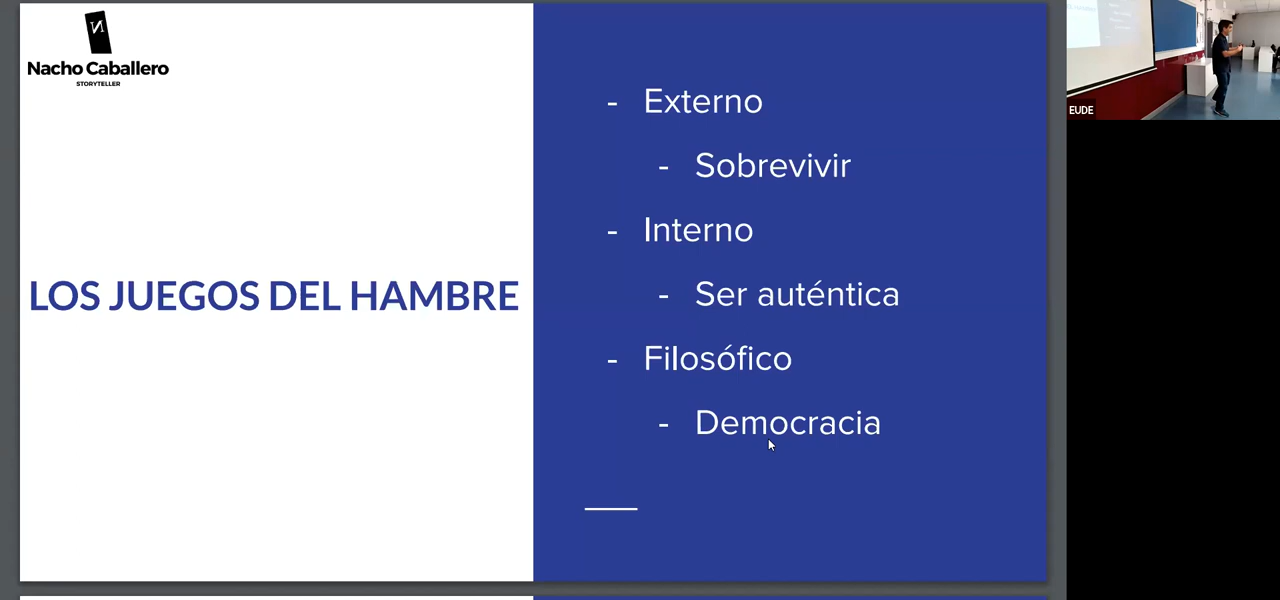 Nacho Caballero
STORYTELLER
LOS JUEGOS DEL HAMBRE
- Externo
- Sobrevivir
- Interno
- Ser auténtica
- Filosófico
- Democracia
EUDE